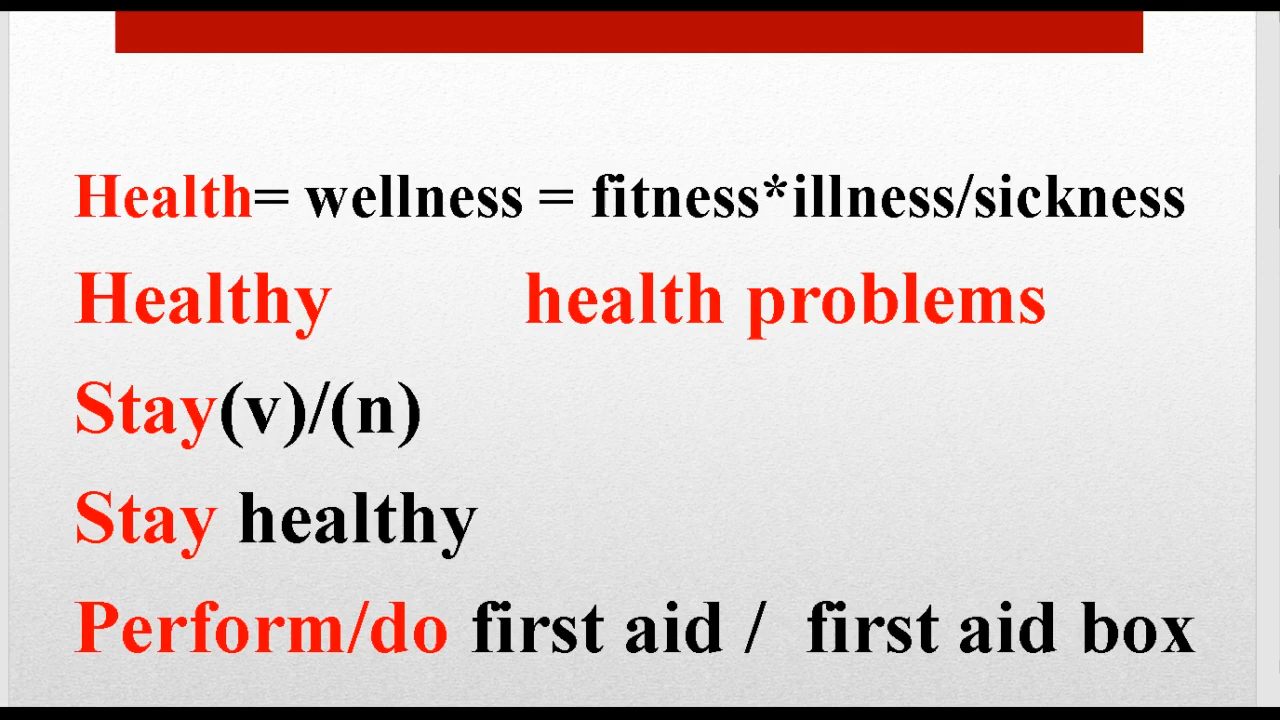 Health= wellness = fitness*illness/sickness
Healthy health problems
Stay(v)/(n)
Stay healthy
Perform/do first aid / first aid box